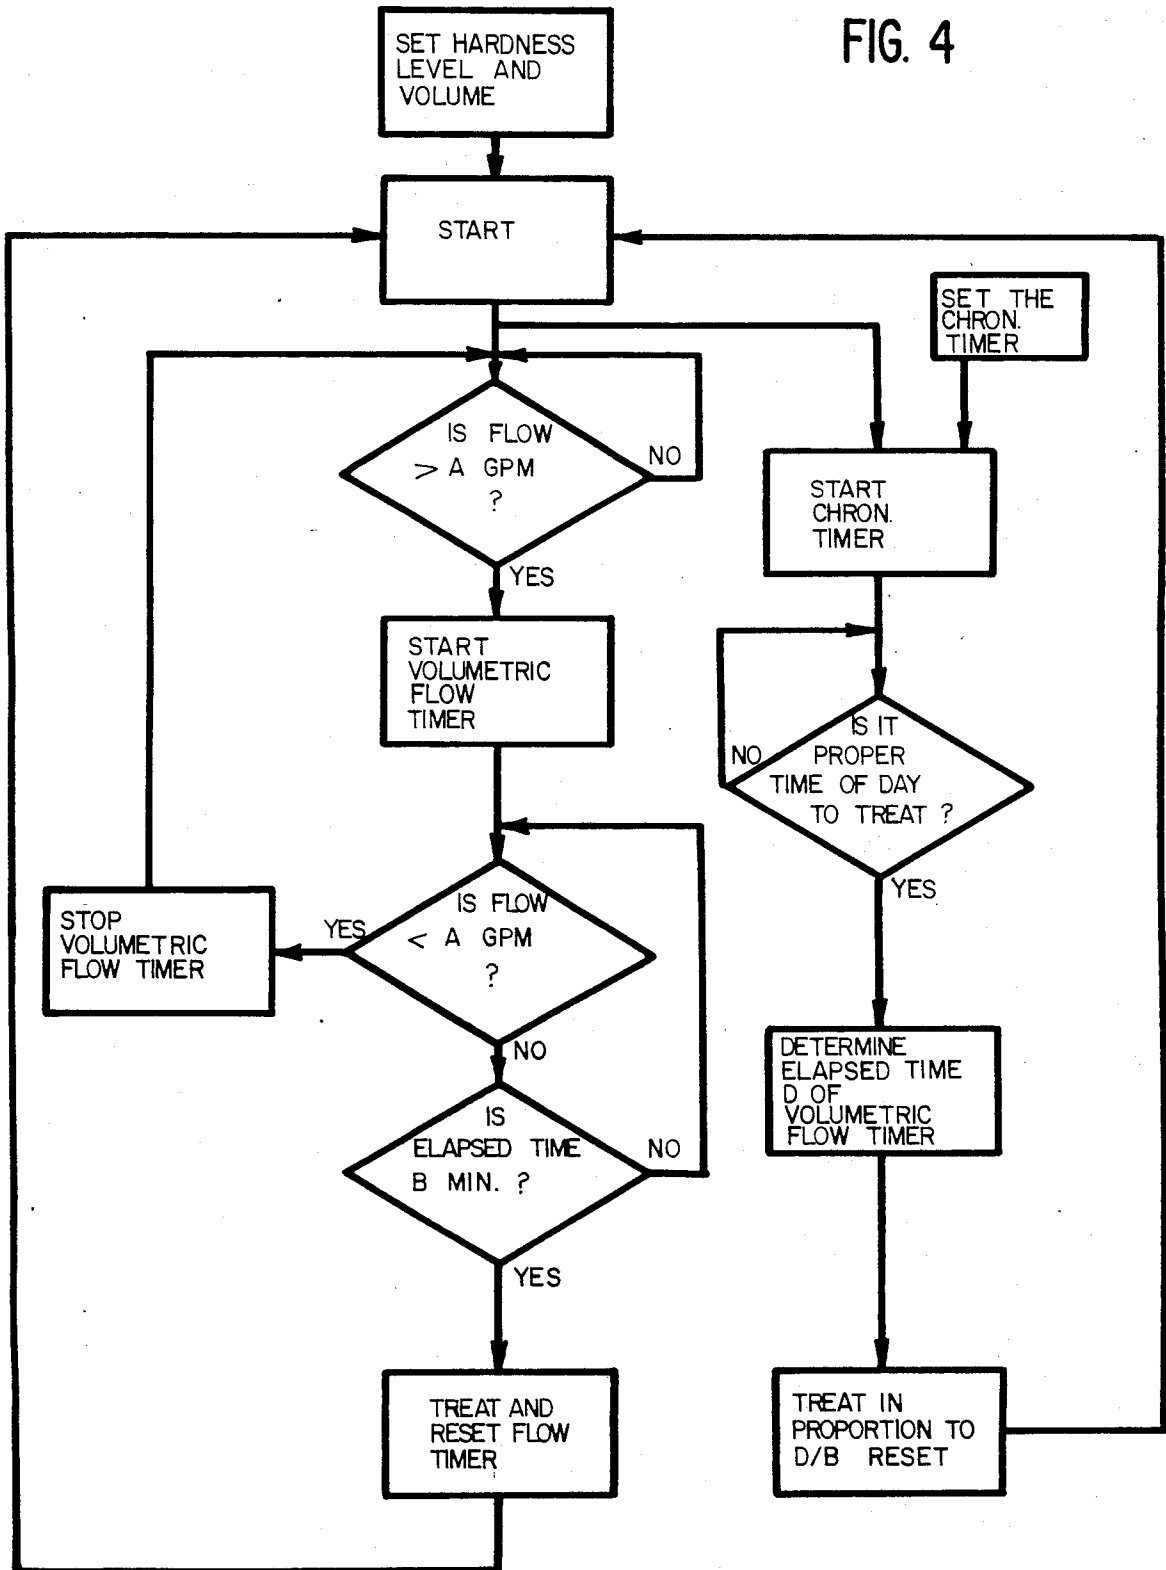 FIG. 4
SET HARDNESS
LEVEL AND
VOLUME
START
SET THE
CHRON.
TIMER
IS FLOW
> A GPM
?
NO
YES
START
CHRON.
TIMER
START
VOLUMETRIC
FLOW
TIMER
IS IT
PROPER
TIME OF DAY
TO TREAT ?
NO
YES
IS FLOW
< A GPM
?
YES
NO
STOP
VOLUMETRIC
FLOW TIMER
DETERMINE
ELAPSED TIME
D OF
VOLUMETRIC
FLOW TIMER
IS
ELAPSED TIME
B MIN. ?
NO
YES
TREAT AND
RESET FLOW
TIMER
TREAT IN
PROPORTION TO
D/B RESET